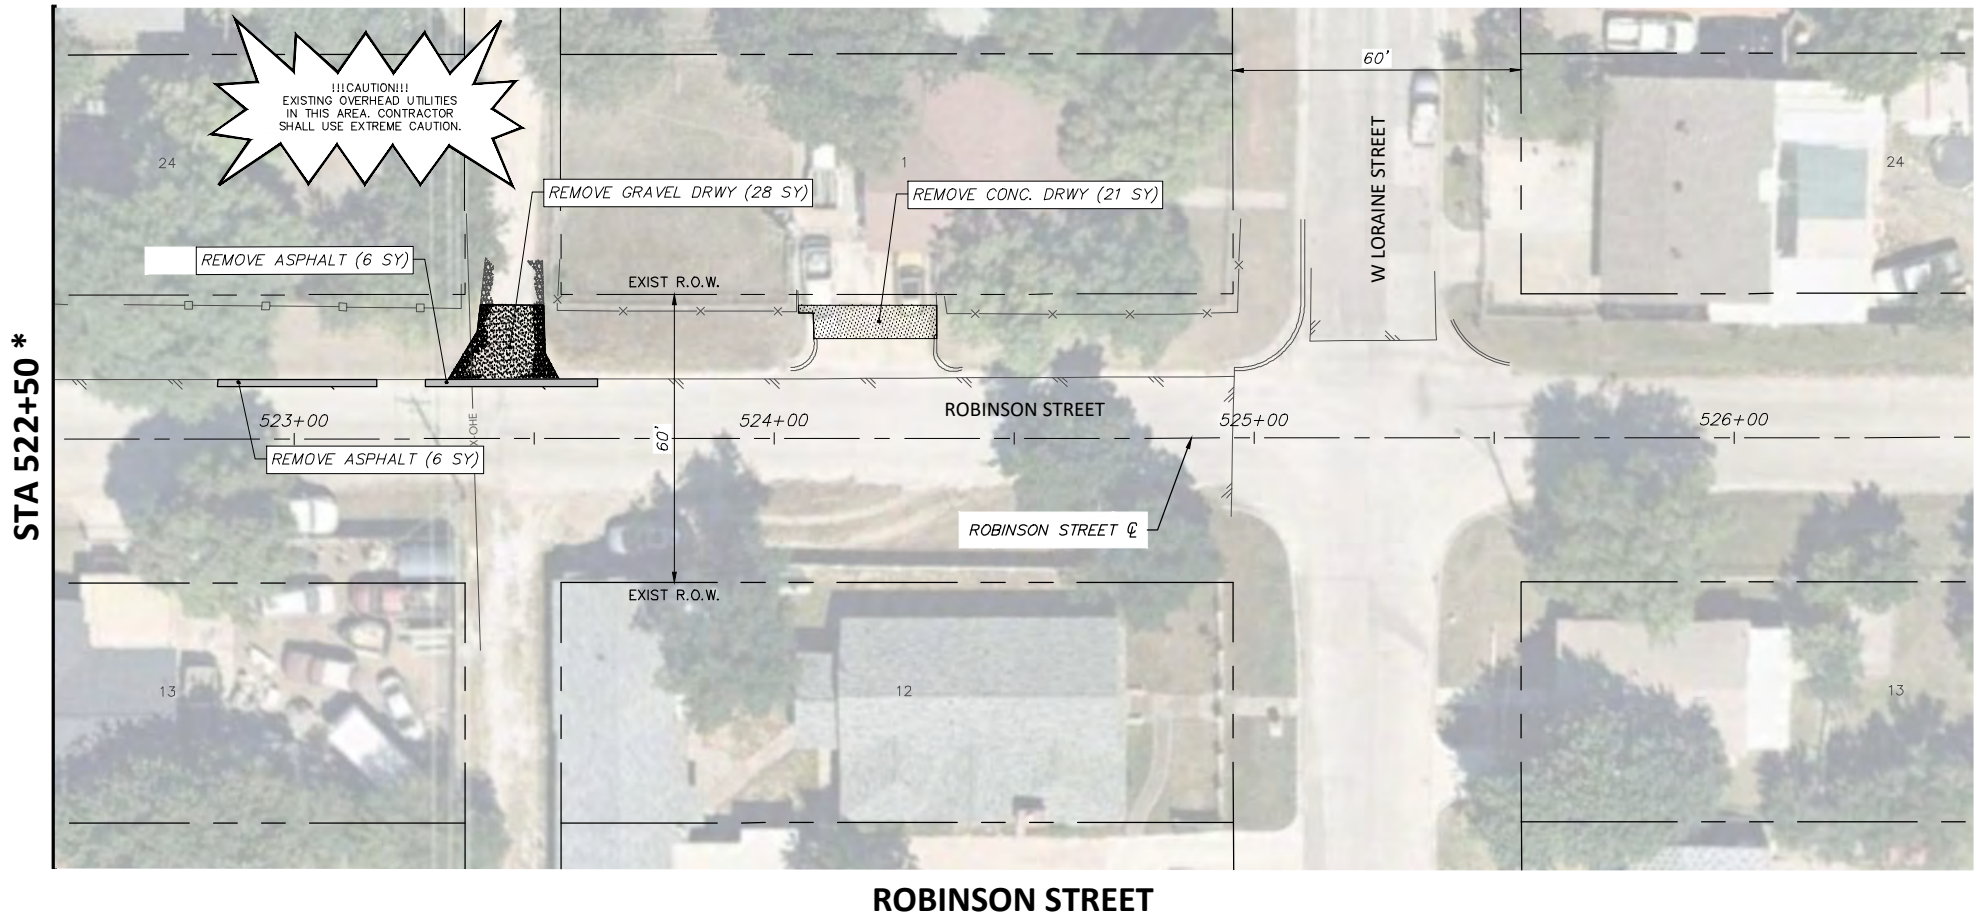 60'
!!!CAUTION!!!
EXISTING OVERHEAD UTILITIES
IN THIS AREA. CONTRACTOR
SHALL USE EXTREME CAUTION.
24
1
W LORAINE STREET
24
REMOVE GRAVEL DRWY (28 SY)
REMOVE CONC. DRWY (21 SY)
REMOVE ASPHALT (6 SY)
EXIST R.O.W.
STA 522+50 *
ROBINSON STREET
523+00
524+00
525+00
526+00
X-OHE
60'
REMOVE ASPHALT (6 SY)
ROBINSON STREET ℄
EXIST R.O.W.
13
12
13
ROBINSON STREET